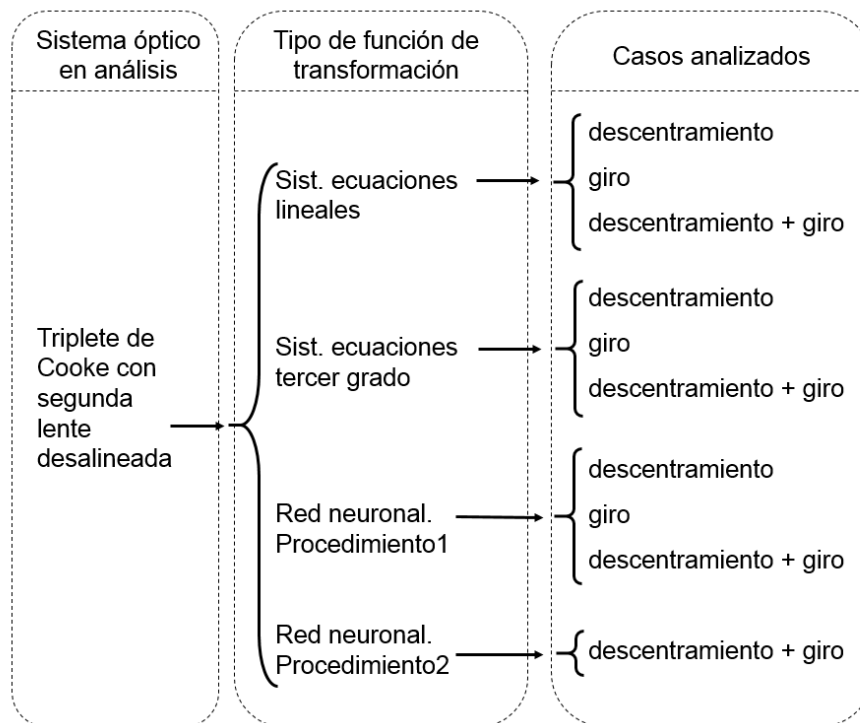 Sistema óptico
en análisis
Tipo de función de
transformación
Casos analizados
Triplete de
Cooke con
segunda
lente
desalineada
Sist. ecuaciones
lineales
descentramiento
giro
descentramiento + giro
Sist. ecuaciones
tercer grado
descentramiento
giro
descentramiento + giro
Red neuronal.
Procedimiento1
descentramiento
giro
descentramiento + giro
Red neuronal.
Procedimiento2
descentramiento + giro